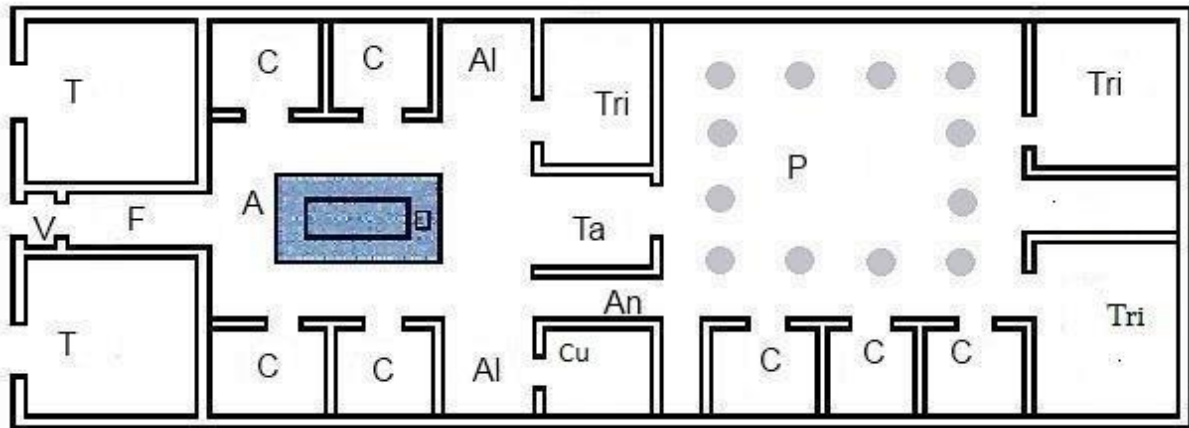 C C Al
T Tri Tri
P
A
V F Ta
An
Tri
T C C Al Cu C C C